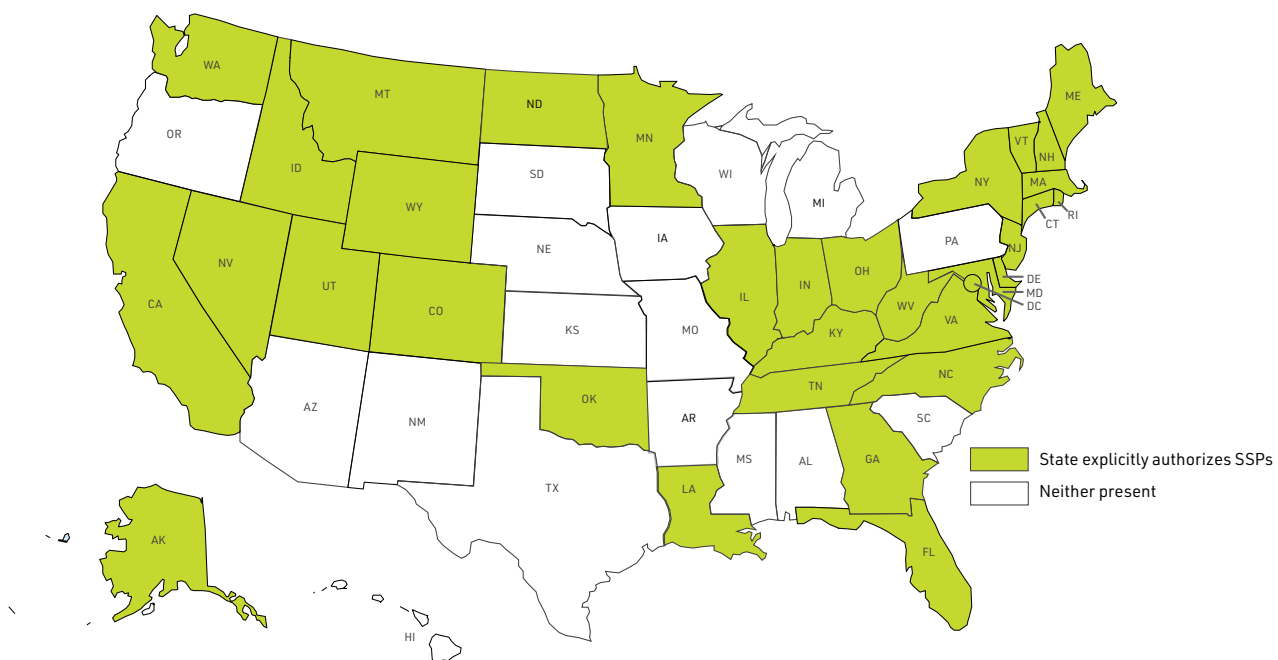 WA
MT
ND
MN
ME
OR
ID
SD
WI
MI
VT
NH
NY
MA
WY
CT
RI
NE
IA
PA
NJ
NV
UT
CO
CA
IL
IN
OH
WV
VA
DE
MD
DC
KS
MO
KY
AZ
NM
OK
AR
TN
NC
SC
TX
LA
MS
AL
GA
FL
AK
HI
State explicitly authorizes SSPs
Neither present